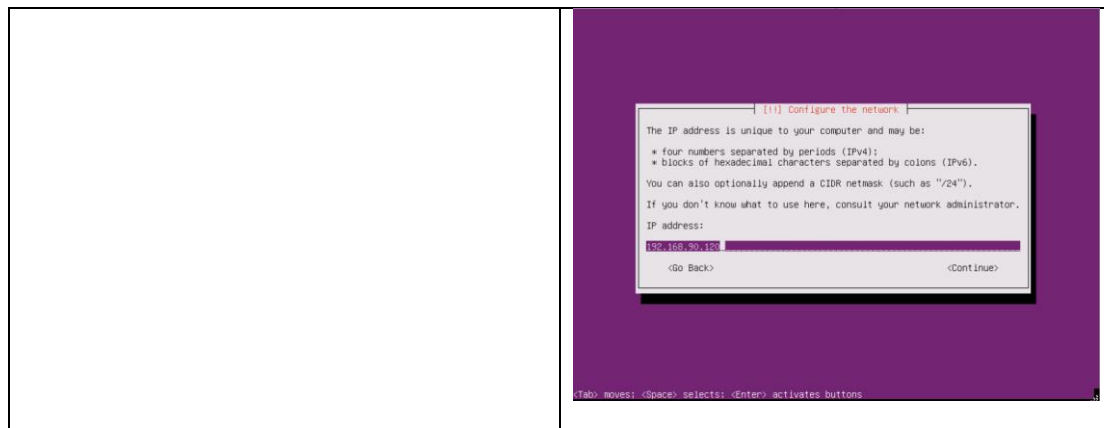 [!!] Configure the network
The IP address is unique to your computer and may be:
* four numbers separated by periods (IPv4);
* blocks of hexadecimal characters separated by colons (IPv6).
You can also optionally append a CIDR netmask (such as "/24").
If you don't know what to use here, consult your network administrator.
IP address:
192.168.90.120
<Go Back> <Continue>
<Tab> moves; <Space> selects; <Enter> activates buttons